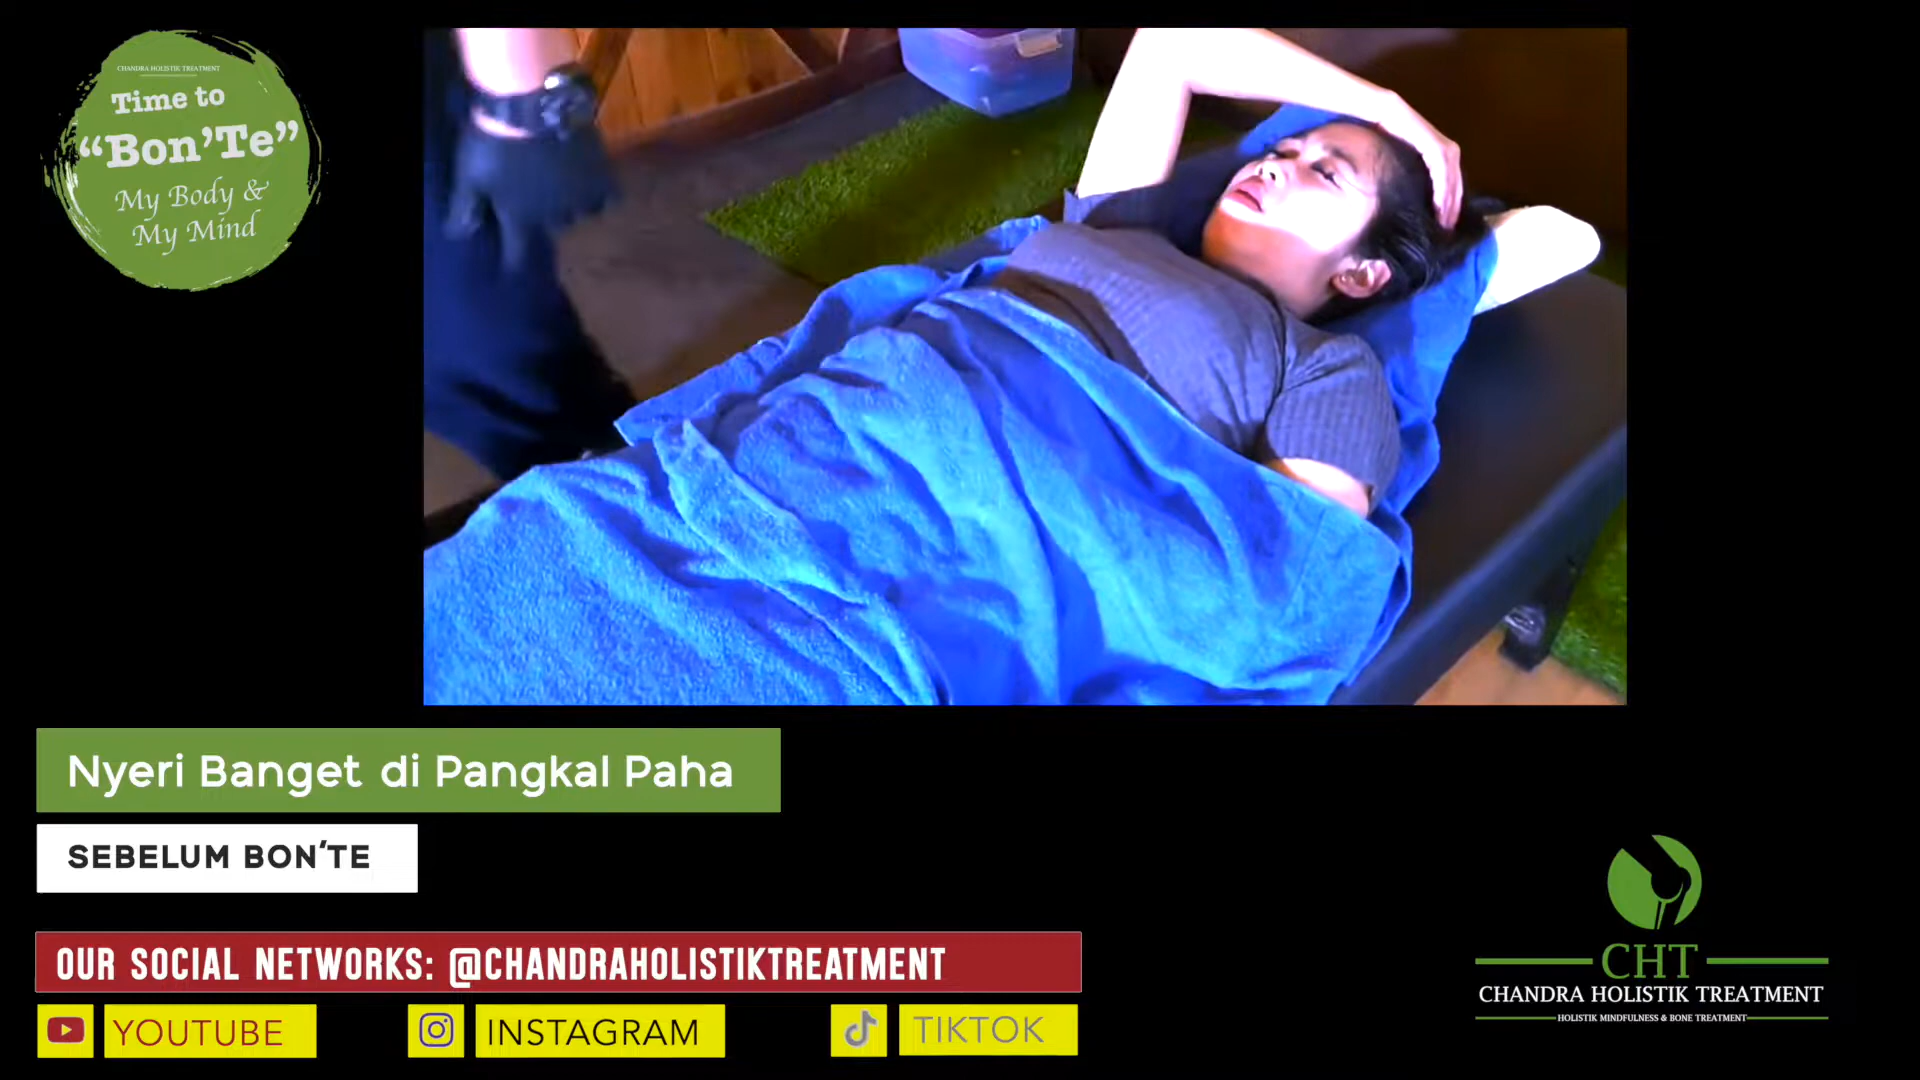 CHANDRA HOLISTIK TREATMENT
Time to
“Bon’Te”
My Body &
My Mind
Nyeri Banget di Pangkal Paha
SEBELUM BON’TE
OUR SOCIAL NETWORKS: @CHANDRAHOLISTIKTREATMENT
YOUTUBE
INSTAGRAM
TIKTOK
CHT
CHANDRA HOLISTIK TREATMENT
HOLISTIK MINDFULNESS & BONE TREATMENT